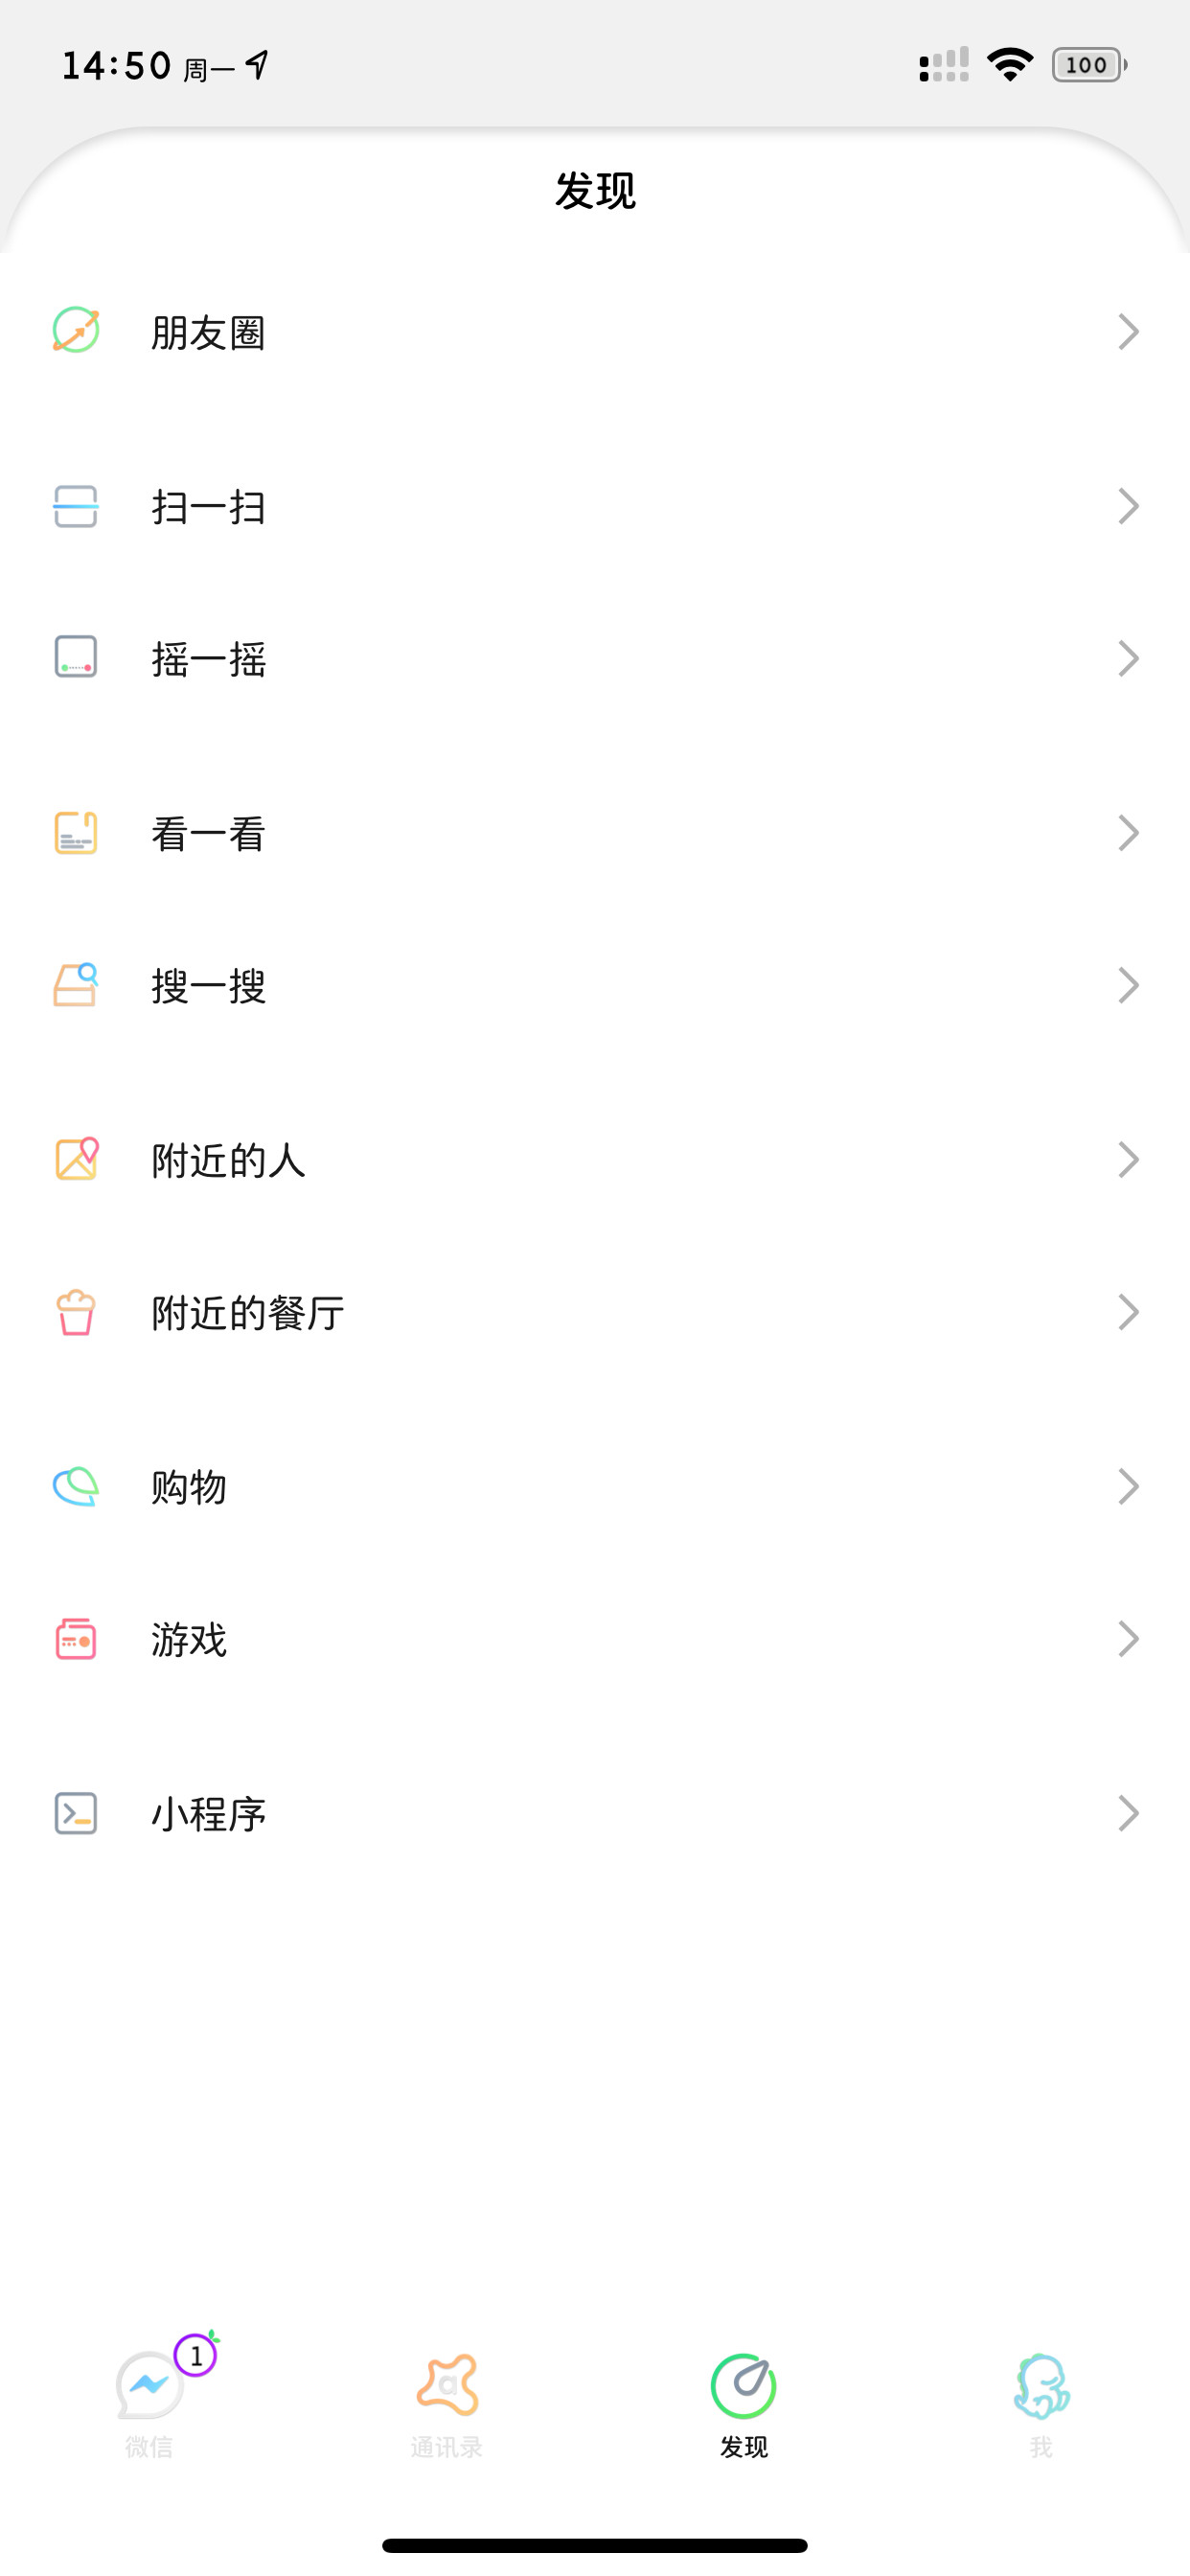 14:50 周一
100
发现
朋友圈
扫一扫
摇一摇
看一看
搜一搜
附近的人
附近的餐厅
购物
游戏
小程序
1
微信
通讯录
发现
我